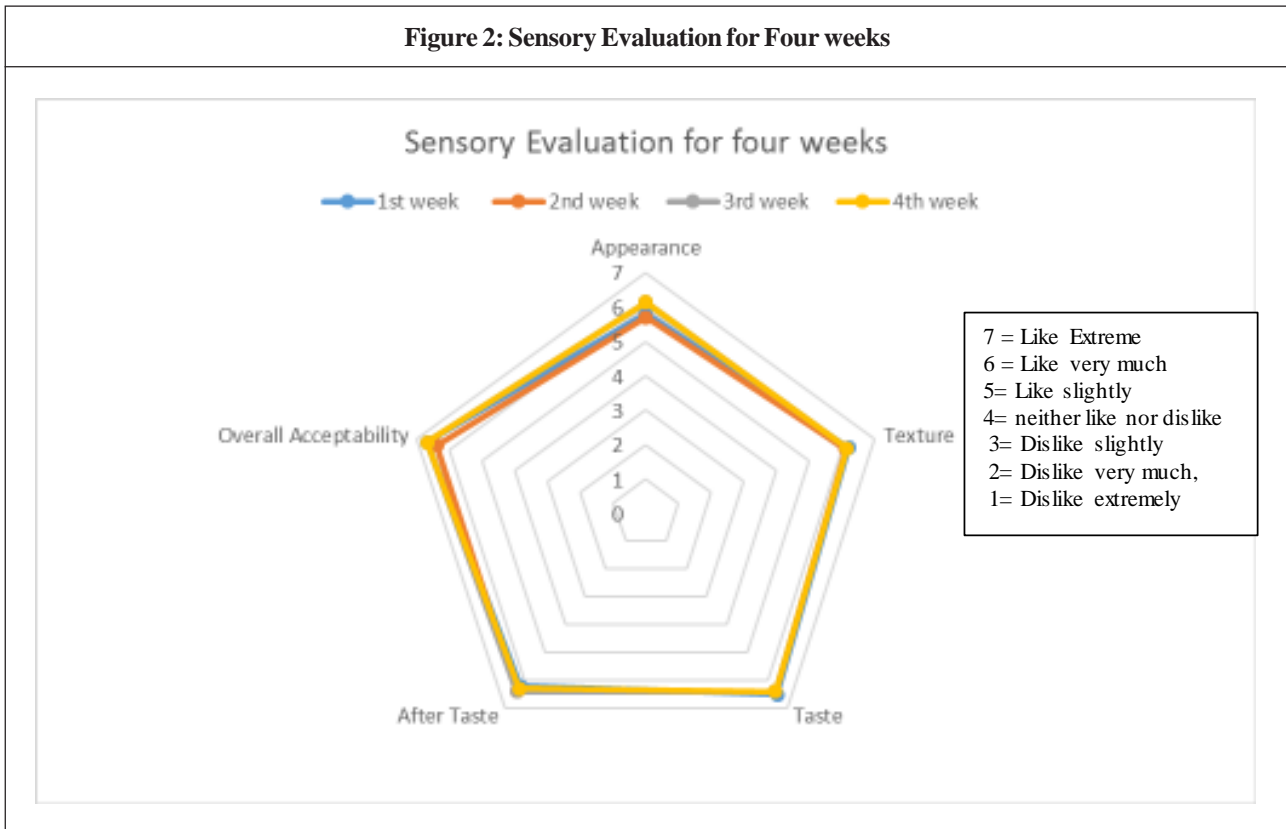 Figure 2: Sensory Evaluation for Four weeks
Sensory Evaluation for four weeks
1st week 2nd week 3rd week 4th week
Appearance
7
6
5
4
3
2
1
0
Texture
Taste
After Taste
Overall Acceptability
7 = Like Extreme
6 = Like very much
5= Like slightly
4= neither like nor dislike
3= Dislike slightly
2= Dislike very much,
1= Dislike extremely